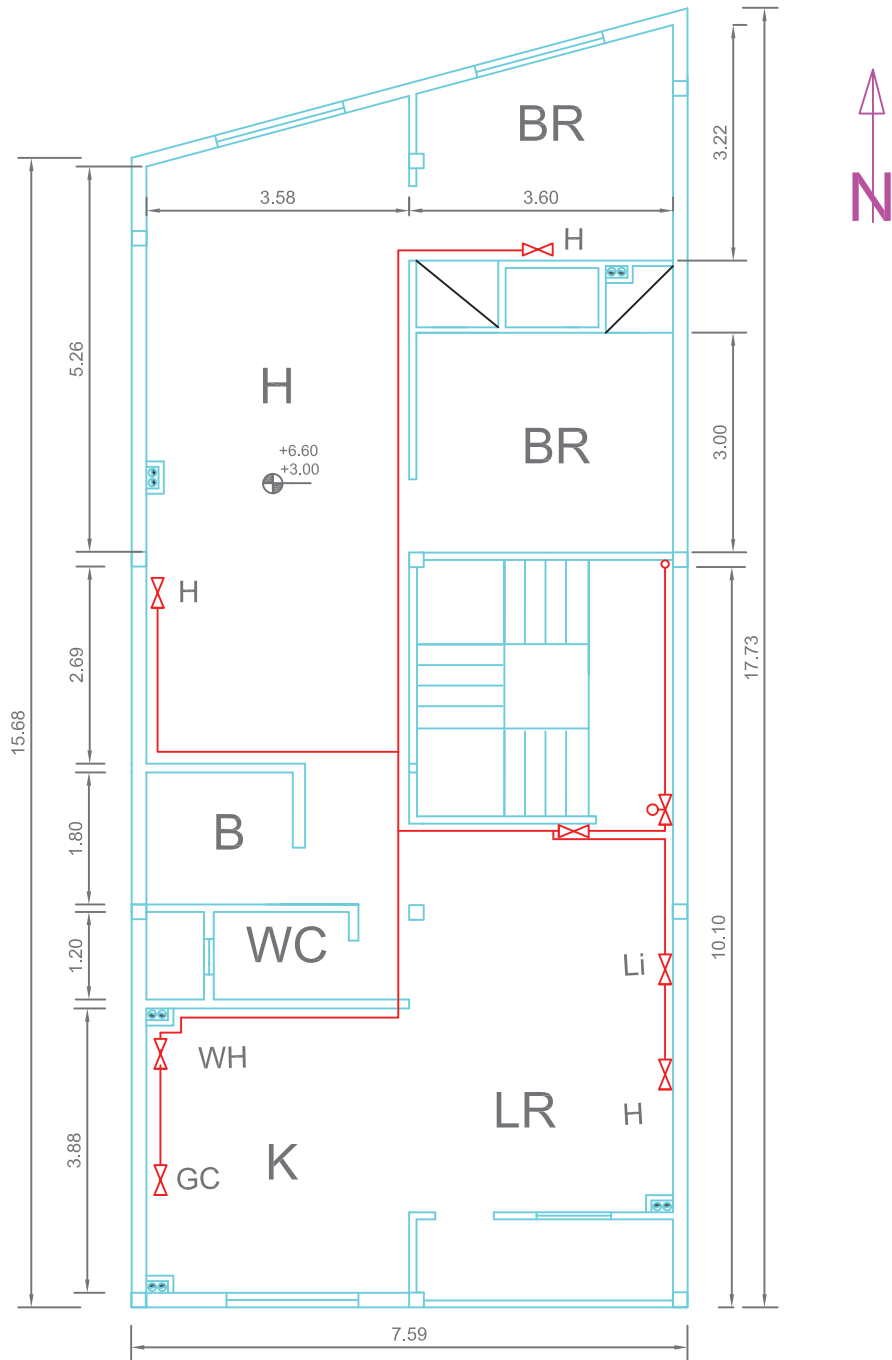 BR
N
3.22
3.58
3.60
H
5.26
H
+6.60
+3.00
BR
3.00
H
2.69
17.73
15.68
B
1.80
WC
1.20
Li
10.10
WH
LR
H
3.88
K
GC
7.59